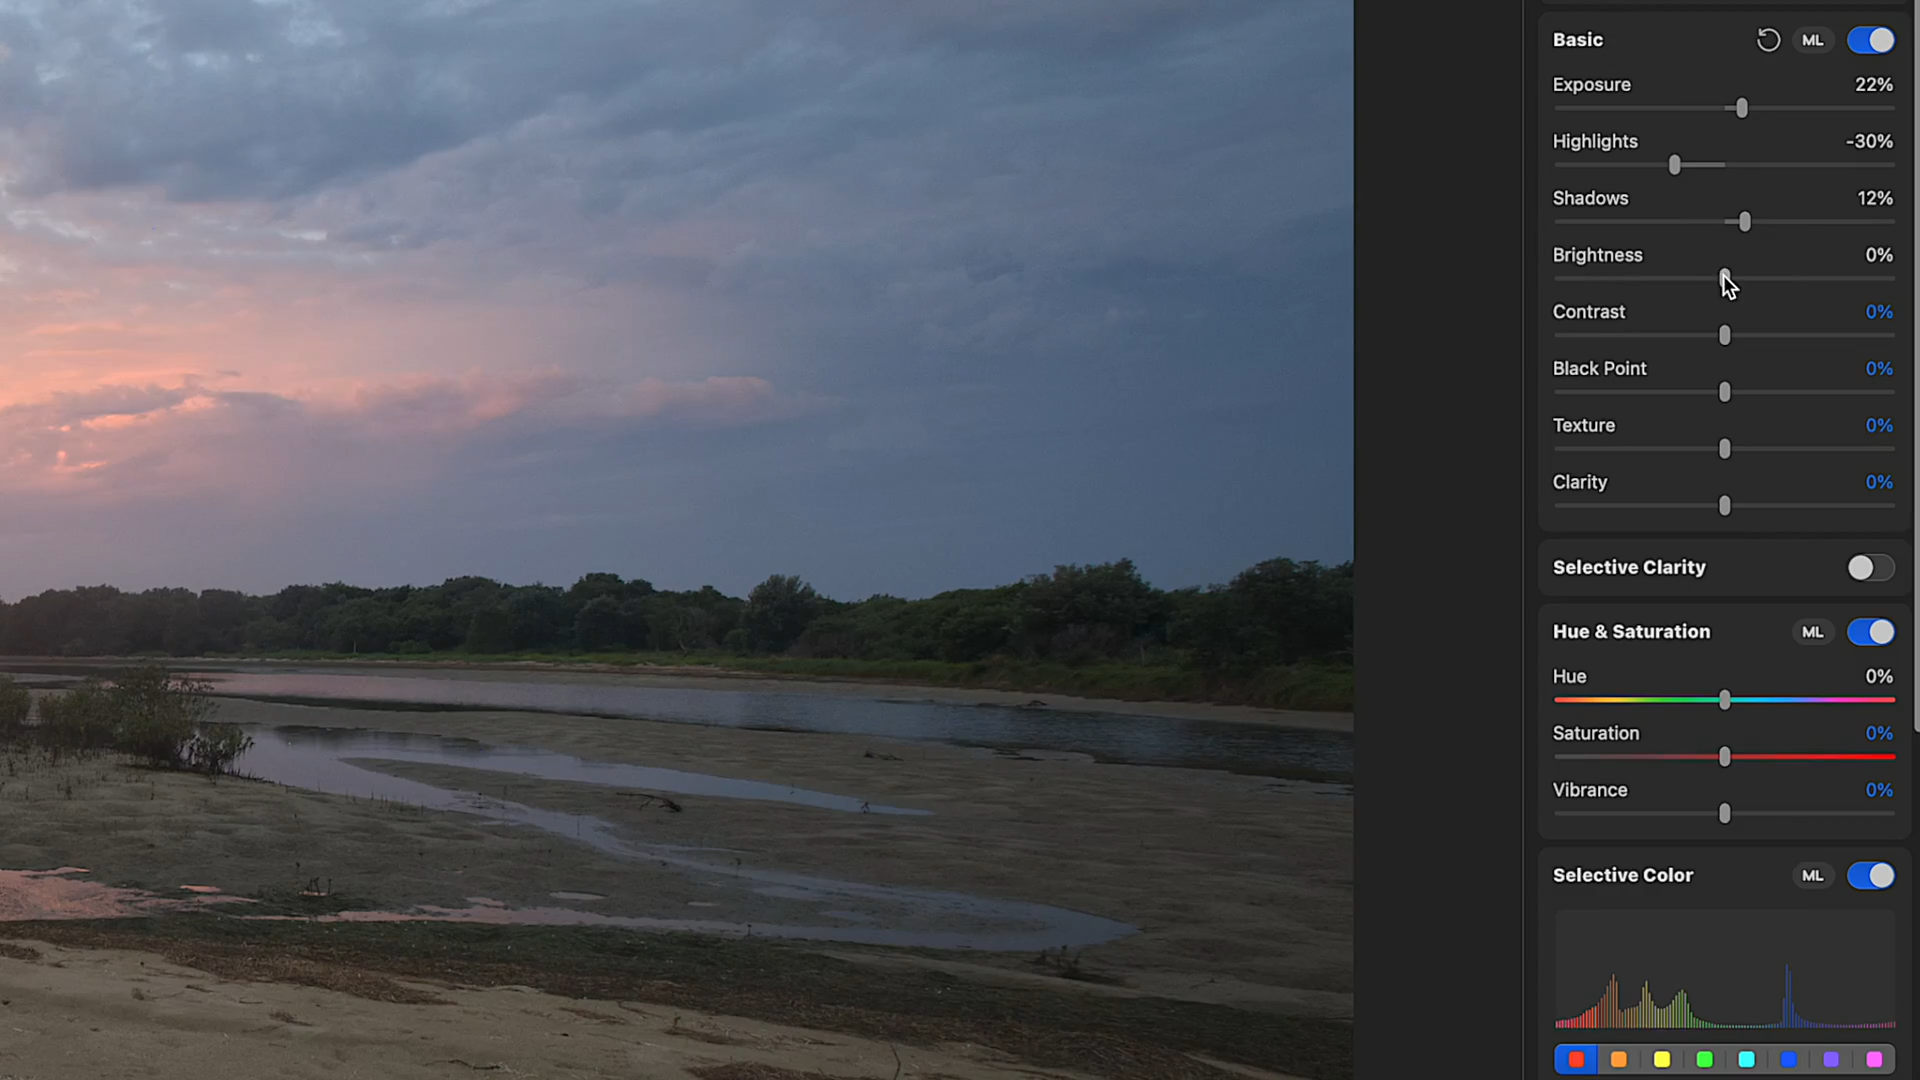 Basic ML
Exposure 22%
Highlights -30%
Shadows 12%
Brightness 0%
Contrast 0%
Black Point 0%
Texture 0%
Clarity 0%
Selective Clarity
Hue & Saturation ML
Hue 0%
Saturation 0%
Vibrance 0%
Selective Color ML